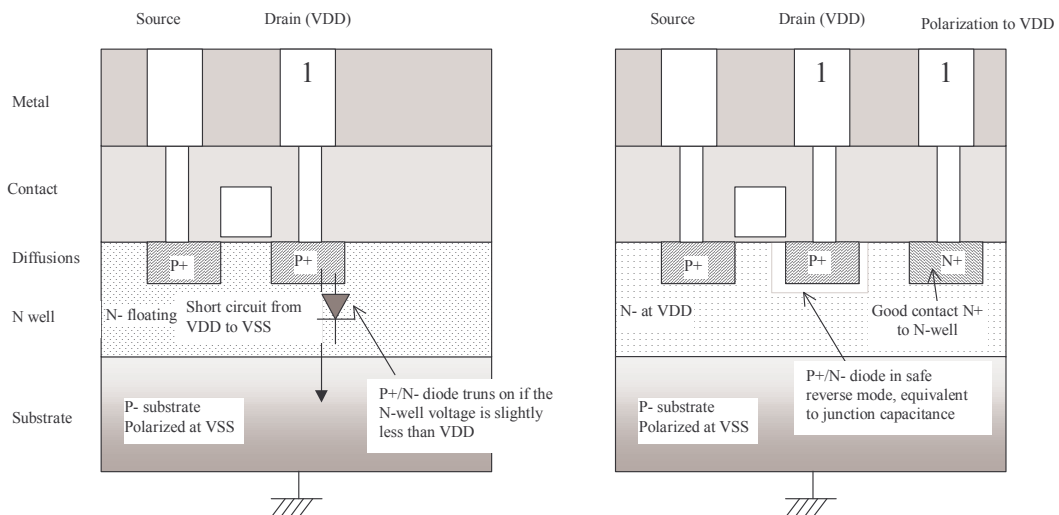 Source
Drain (VDD)
1
Metal
Contact
Diffusions
P+
P+
N well
N- floating
Short circuit from
VDD to VSS
P+/N- diode truns on if the
N-well voltage is slightly
less than VDD
Substrate
P- substrate
Polarized at VSS
Source
Drain (VDD)
Polarization to VDD
1
1
P+
P+
N+
N- at VDD
Good contact N+
to N-well
P+/N- diode in safe
reverse mode, equivalent
to junction capacitance
P- substrate
Polarized at VSS